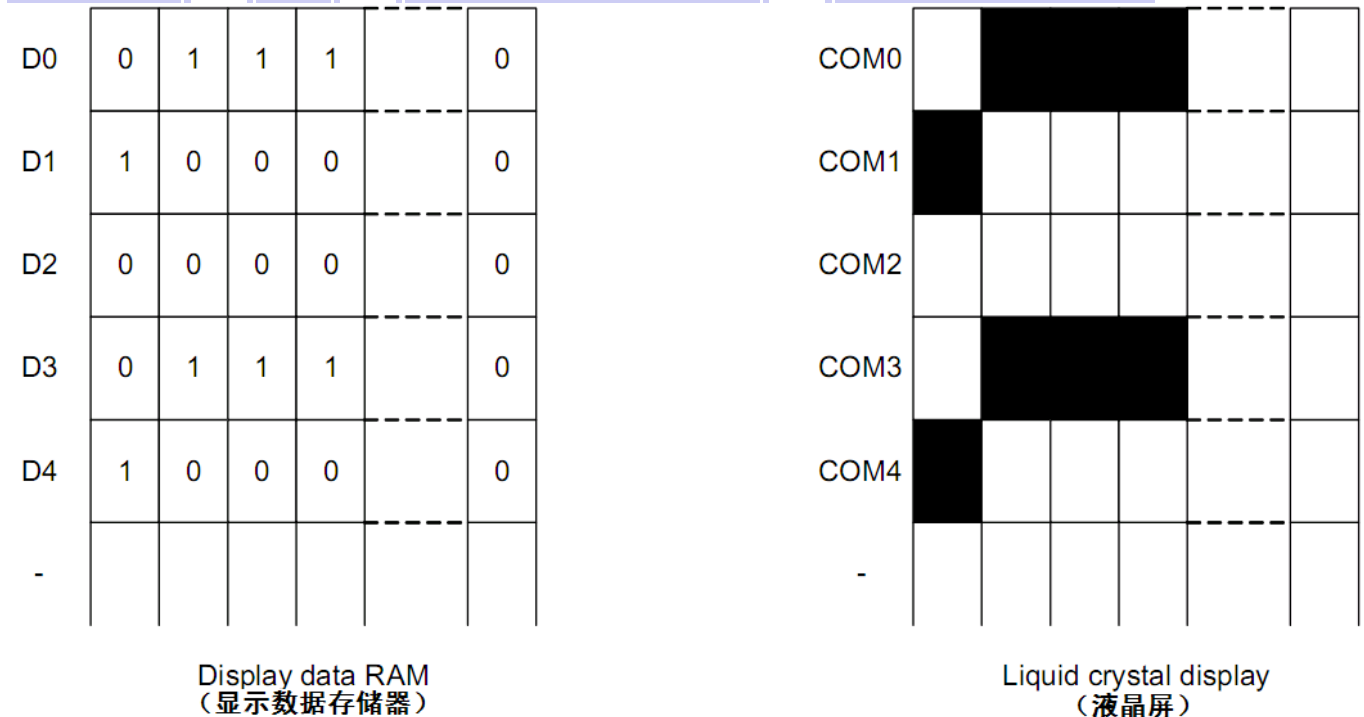 D0 0 1 1 1 0 COM0
D1 1 0 0 0 0 COM1
D2 0 0 0 0 0 COM2
D3 0 1 1 1 0 COM3
D4 1 0 0 0 0 COM4
- -
Display data RAM Liquid crystal display
（显示数据存储器） （液晶屏）